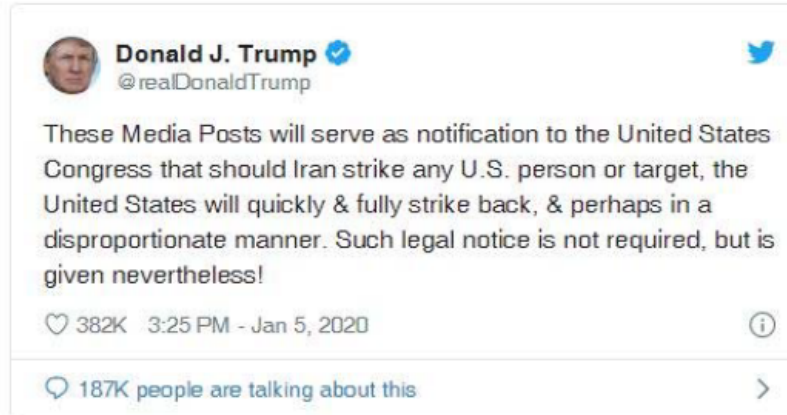 Donald J. Trump
@realDonaldTrump
These Media Posts will serve as notification to the United States
Congress that should Iran strike any U.S. person or target, the
United States will quickly & fully strike back, & perhaps in a
disproportionate manner. Such legal notice is not required, but is
given nevertheless!
382K 3:25 PM - Jan 5, 2020
187K people are talking about this